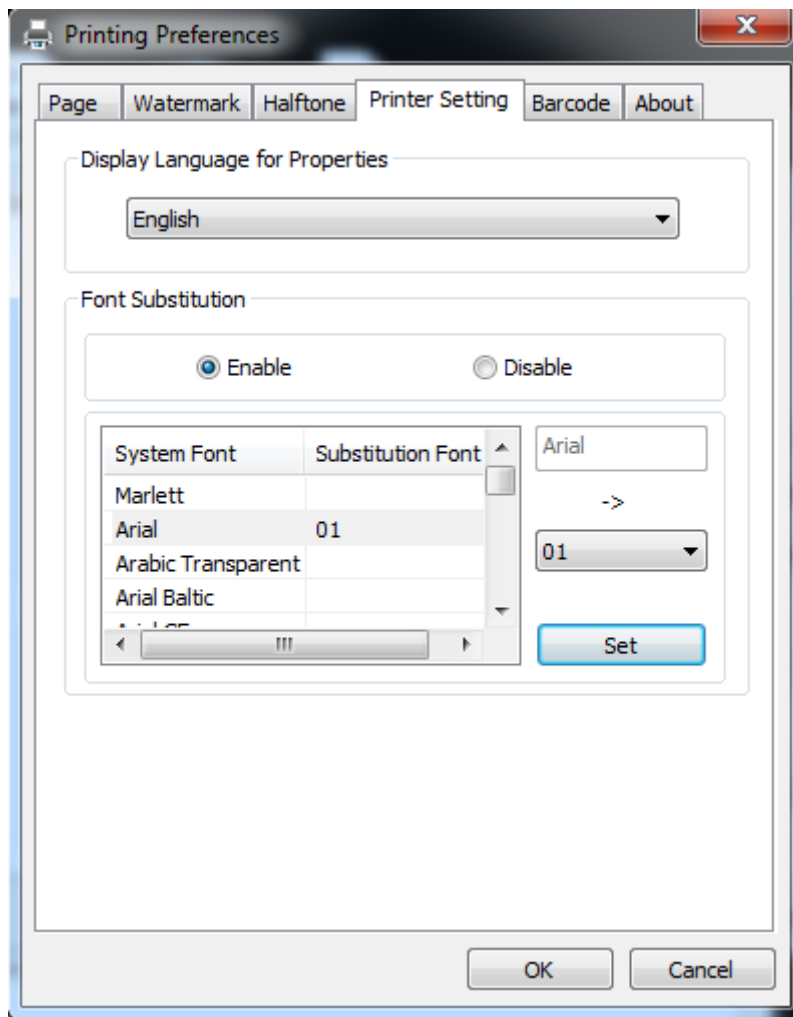 Printing Preferences
Page Watermark Halftone Printer Setting Barcode About
Display Language for Properties
English
Font Substitution
Enable Disable
System Font Substitution Font
Marlett
Arial 01
Arabic Transparent
Arial Baltic
Arial
->
01
Set
OK Cancel